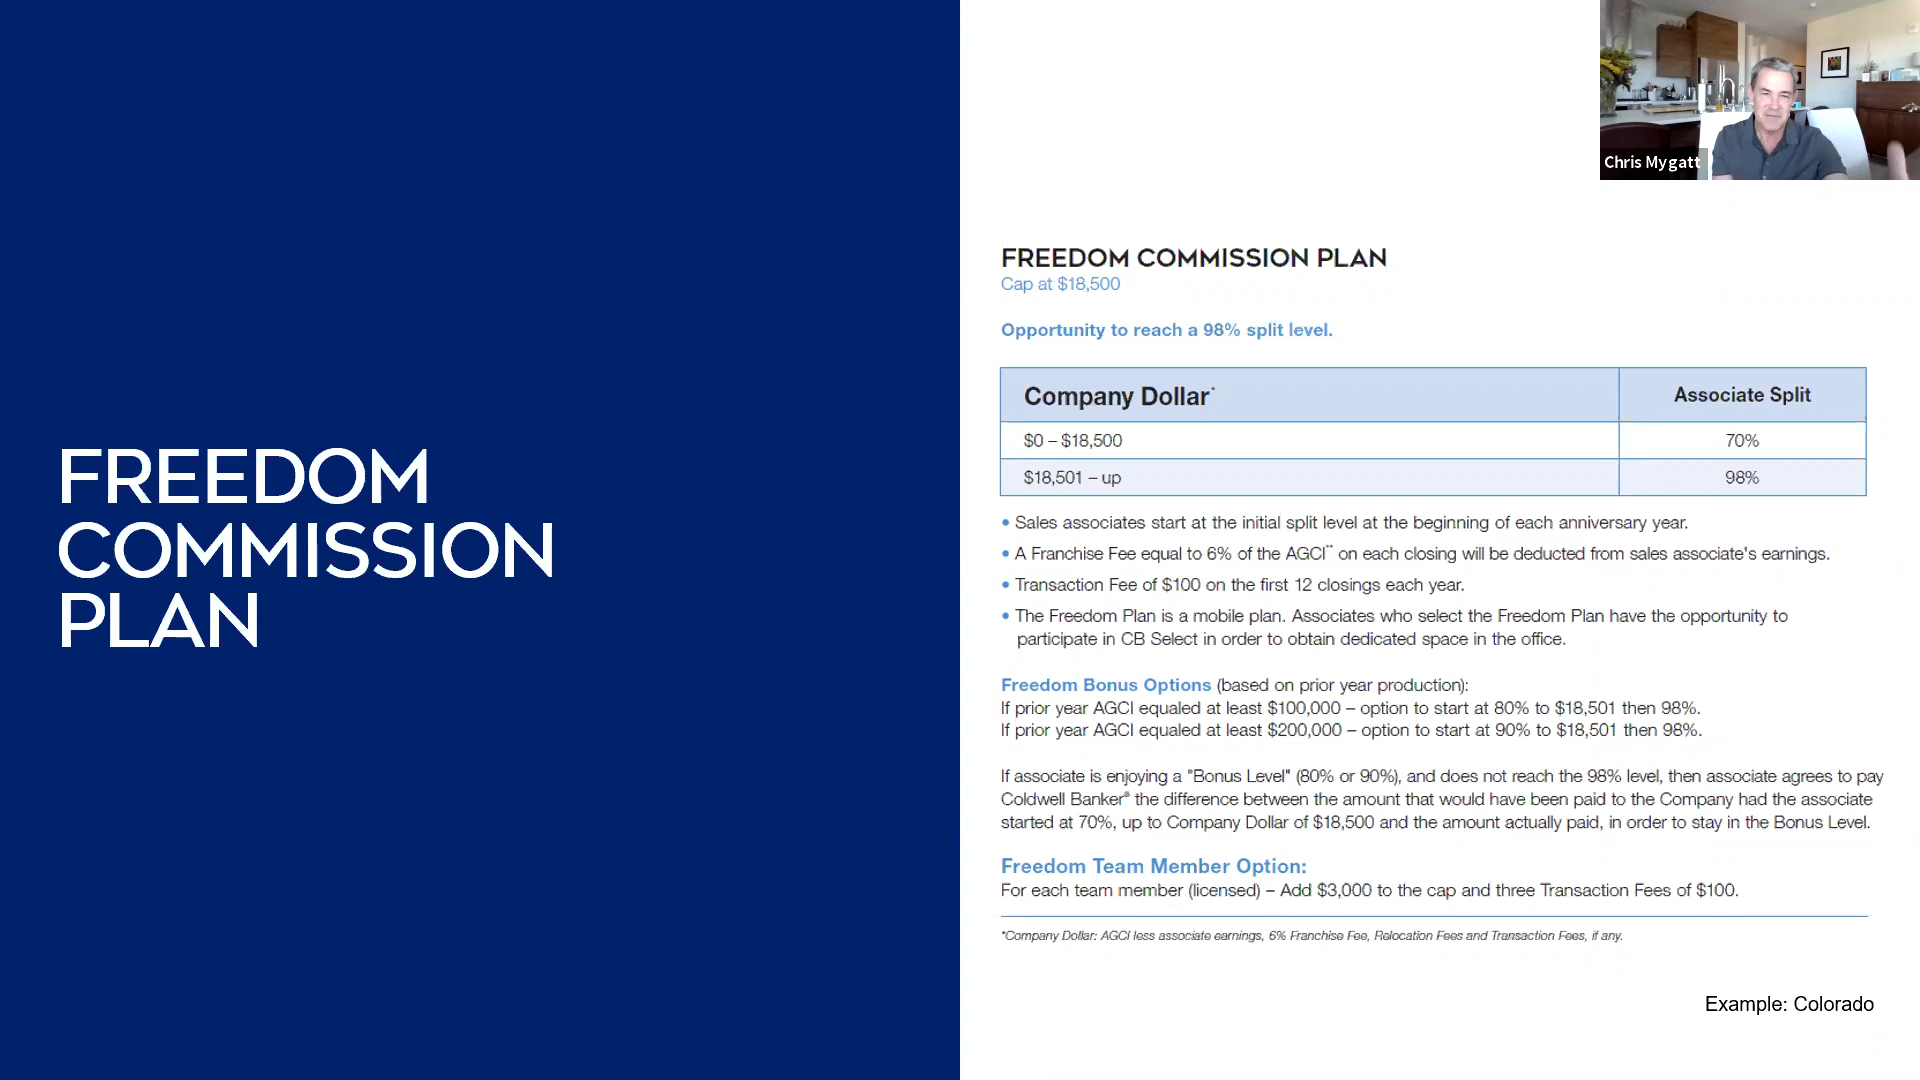 FREEDOM
COMMISSION
PLAN
Chris Mygatt
FREEDOM COMMISSION PLAN
Cap at $18,500
Opportunity to reach a 98% split level.
Company Dollar* Associate Split
$0 – $18,500 70%
$18,501 – up 98%
• Sales associates start at the initial split level at the beginning of each anniversary year.
• A Franchise Fee equal to 6% of the AGCI** on each closing will be deducted from sales associate's earnings.
• Transaction Fee of $100 on the first 12 closings each year.
• The Freedom Plan is a mobile plan. Associates who select the Freedom Plan have the opportunity to
participate in CB Select in order to obtain dedicated space in the office.
Freedom Bonus Options (based on prior year production):
If prior year AGCI equaled at least $100,000 – option to start at 80% to $18,501 then 98%.
If prior year AGCI equaled at least $200,000 – option to start at 90% to $18,501 then 98%.
If associate is enjoying a "Bonus Level" (80% or 90%), and does not reach the 98% level, then associate agrees to pay
Coldwell Banker® the difference between the amount that would have been paid to the Company had the associate
started at 70%, up to Company Dollar of $18,500 and the amount actually paid, in order to stay in the Bonus Level.
Freedom Team Member Option:
For each team member (licensed) – Add $3,000 to the cap and three Transaction Fees of $100.
*Company Dollar: AGCI less associate earnings, 6% Franchise Fee, Relocation Fees and Transaction Fees, if any.
Example: Colorado